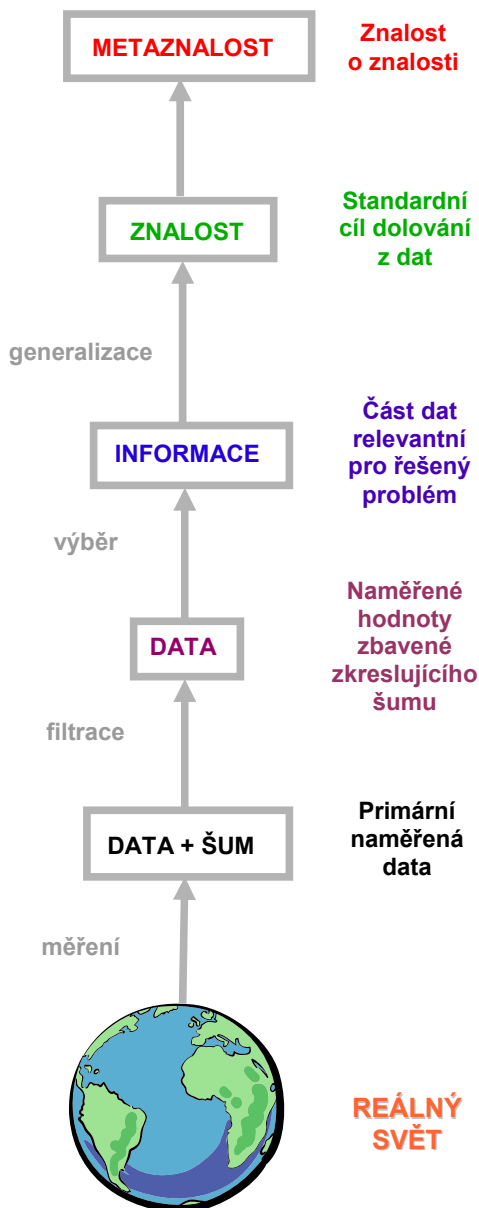 METAZNALOST
Znalost
o znalosti
ZNALOST
Standardní
cíl dolování
z dat
generalizace
INFORMACE
Část dat
relevantní
pro řešený
problém
výběr
DATA
Naměřené
hodnoty
zbavené
zkreslujícího
šumu
filtrace
DATA + ŠUM
Primární
naměřená
data
měření
REÁLNÝ
SVĚT